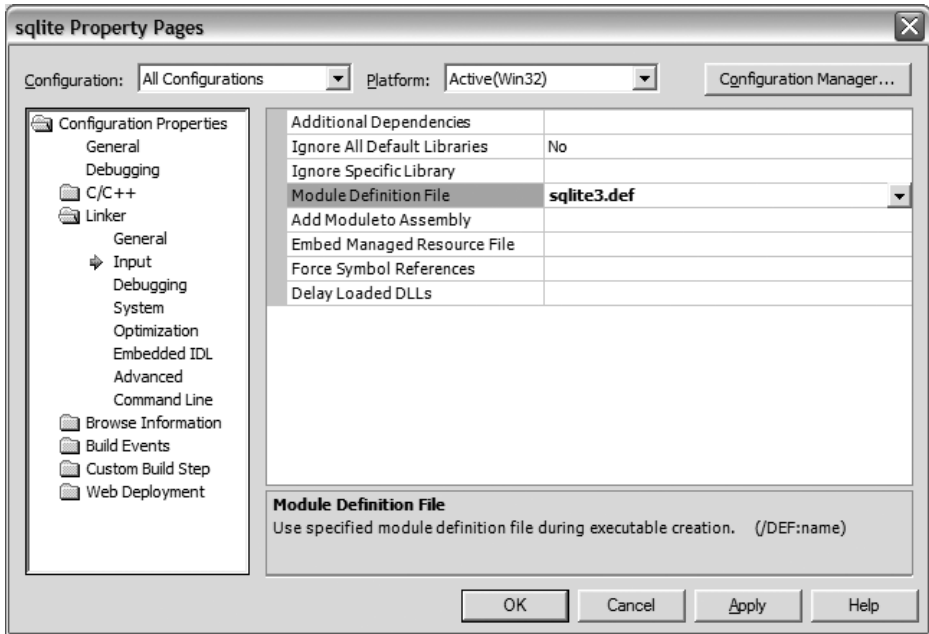 sqlite Property Pages
Configuration: All Configurations Platform: Active(Win32) Configuration Manager...
Configuration Properties
General
Debugging
C/C++
Linker
General
Input
Debugging
System
Optimization
Embedded IDL
Advanced
Command Line
Browse Information
Build Events
Custom Build Step
Web Deployment
Additional Dependencies
Ignore All Default Libraries No
Ignore Specific Library
Module Definition File sqlite3.def
Add Moduleto Assembly
Embed Managed Resource File
Force Symbol References
Delay Loaded DLLs
Module Definition File
Use specified module definition file during executable creation. (/DEF:name)
OK Cancel Apply Help